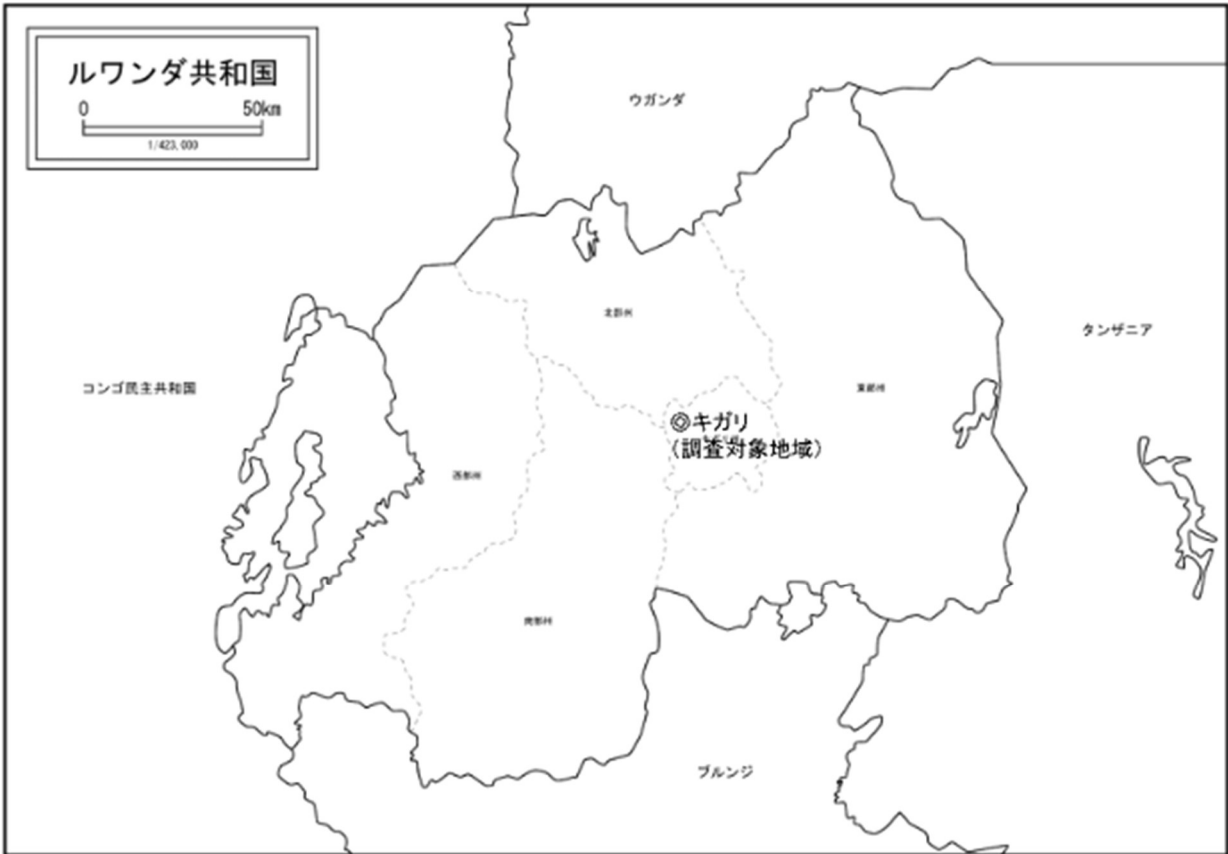 ルワンダ共和国
0 50km
1/423,000
ウガンダ
北部州
タンザニア
コンゴ民主共和国
東部州
◎キガリ
(調査対象地域)
西部州
南部州
ブルンジ